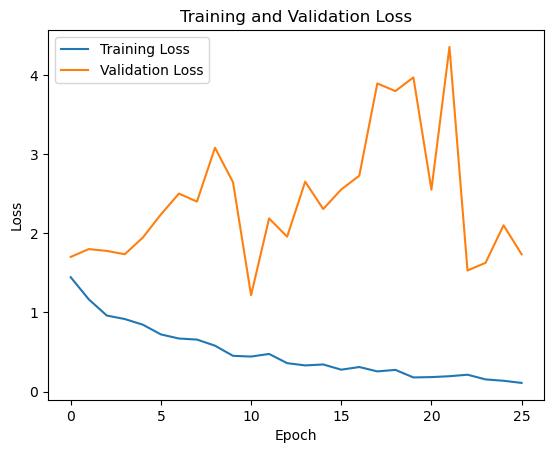 Training and Validation Loss
Training Loss
Validation Loss
4
3
2
1
0
Loss
0 5 10 15 20 25
Epoch